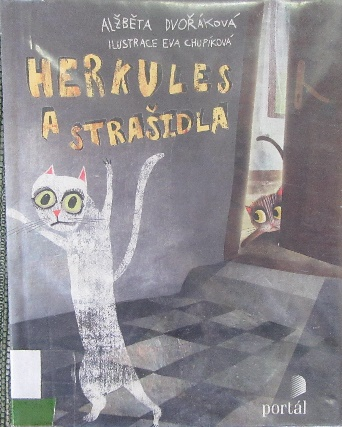 ALŽBĚTA DVOŘÁKOVÁ
ILUSTRACE EVA CHUPÍKOVÁ
HERKULES
A STRAŠIDLA
portál